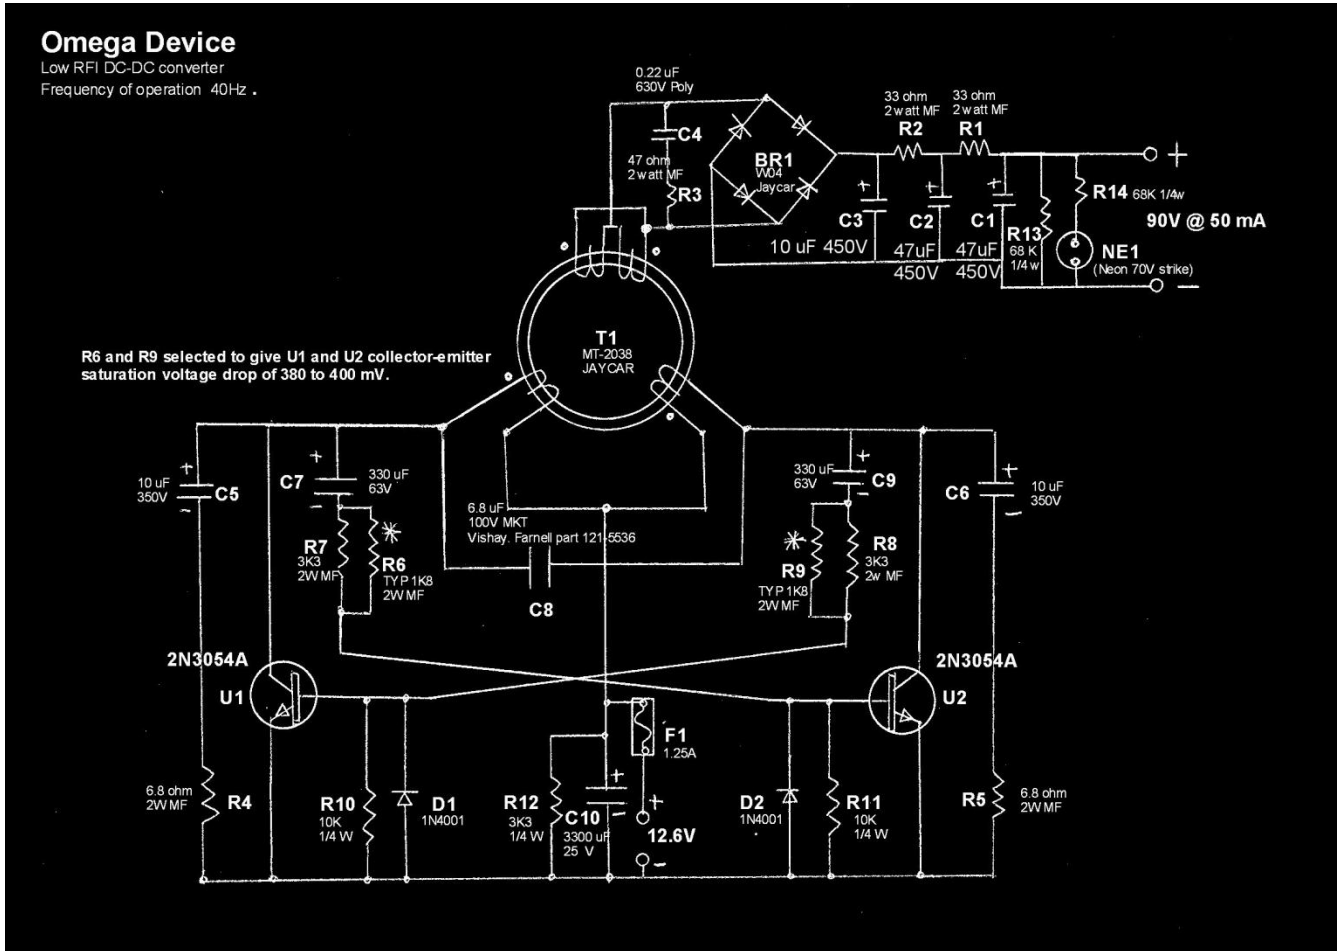 Omega Device
Low RFI DC-DC converter
Frequency of operation 40Hz .
0.22 uF
630V Poly
C4
47 ohm
2watt MF
R3
BR1
W04
Jaycar
33 ohm
2watt MF
R2
33 ohm
2watt MF
R1
+
R14 68K 1/4w
90V @ 50 mA
C3
10 uF 450V
+
C2
47uF
450V
+
C1
47uF
450V
+
R13
68 K
1/4 w
NE1
(Neon 70V strike)
−
T1
MT-2038
JAYCAR
R6 and R9 selected to give U1 and U2 collector-emitter
saturation voltage drop of 380 to 400 mV.
+
10 uF
350V
C5
−
+
C7
330 uF
63V
−
R7
3K3
2W MF
*
R6
TYP 1K8
2W MF
6.8 uF
100V MKT
Vishay. Farnell part 121-5536
C8
+
330 uF
63V
C9
−
*
R9
TYP 1K8
2W MF
R8
3K3
2w MF
+
C6
10 uF
350V
−
2N3054A
U1
2N3054A
U2
6.8 ohm
2W MF
R4
R10
10K
1/4 W
D1
1N4001
R12
3K3
1/4 W
+
C10
−
3300 uF
25 V
F1
1.25A
+
12.6V
−
D2
1N4001
R11
10K
1/4 W
R5
6.8 ohm
2W MF